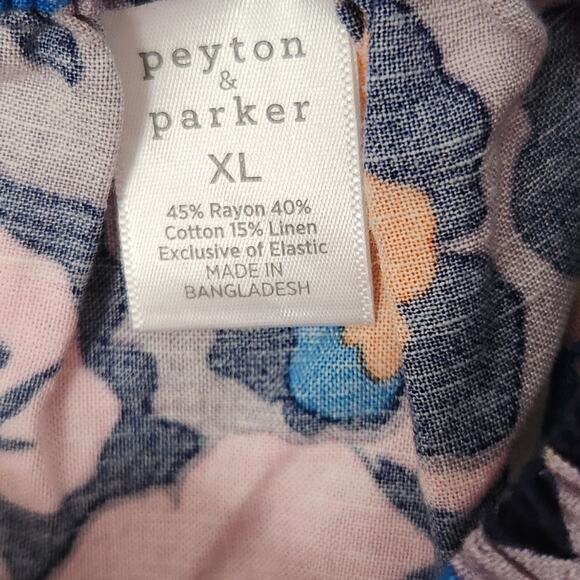 peyton
&
parker
XL
45% Rayon 40%
Cotton 15% Linen
Exclusive of Elastic
MADE IN
BANGLADESH